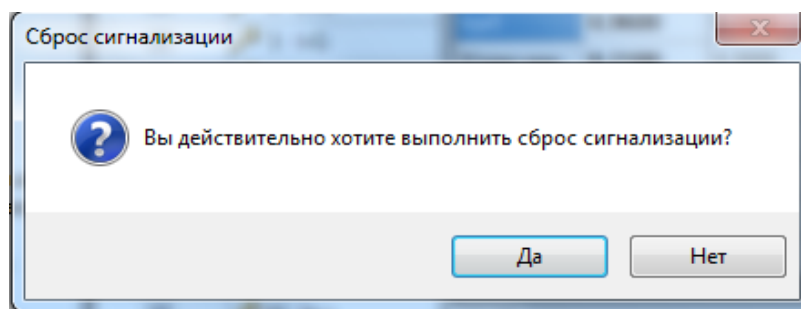 Сброс сигнализации
Вы действительно хотите выполнить сброс сигнализации?
Да
Нет